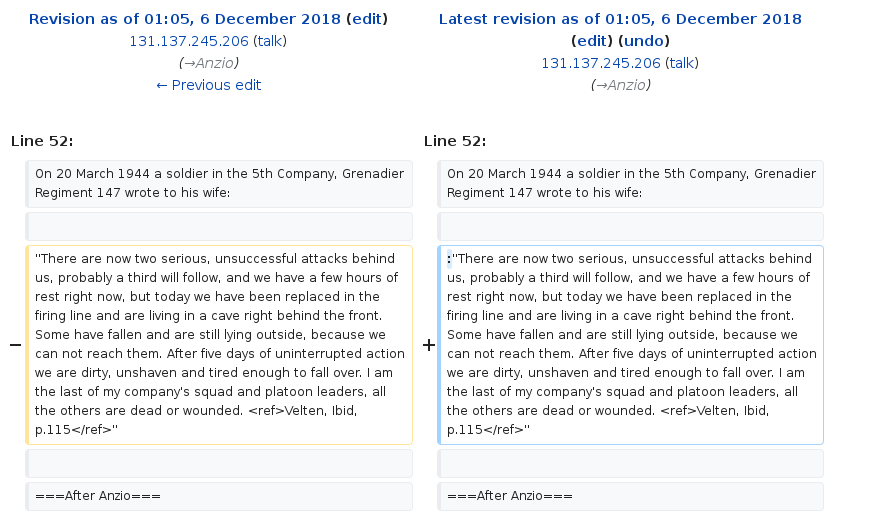 Revision as of 01:05, 6 December 2018 (edit)
131.137.245.206 (talk)
(→Anzio)
← Previous edit
Latest revision as of 01:05, 6 December 2018
(edit) (undo)
131.137.245.206 (talk)
(→Anzio)
Line 52:
Line 52:
On 20 March 1944 a soldier in the 5th Company, Grenadier
Regiment 147 wrote to his wife:
On 20 March 1944 a soldier in the 5th Company, Grenadier
Regiment 147 wrote to his wife:
−
"There are now two serious, unsuccessful attacks behind
us, probably a third will follow, and we have a few hours of
rest right now, but today we have been replaced in the
firing line and are living in a cave right behind the front.
Some have fallen and are still lying outside, because we
can not reach them. After five days of uninterrupted action
we are dirty, unshaven and tired enough to fall over. I am
the last of my company's squad and platoon leaders, all
the others are dead or wounded. <ref>Velten, Ibid,
p.115</ref>"
+
:"There are now two serious, unsuccessful attacks behind
us, probably a third will follow, and we have a few hours of
rest right now, but today we have been replaced in the
firing line and are living in a cave right behind the front.
Some have fallen and are still lying outside, because we
can not reach them. After five days of uninterrupted action
we are dirty, unshaven and tired enough to fall over. I am
the last of my company's squad and platoon leaders, all
the others are dead or wounded. <ref>Velten, Ibid,
p.115</ref>"
===After Anzio===
===After Anzio===